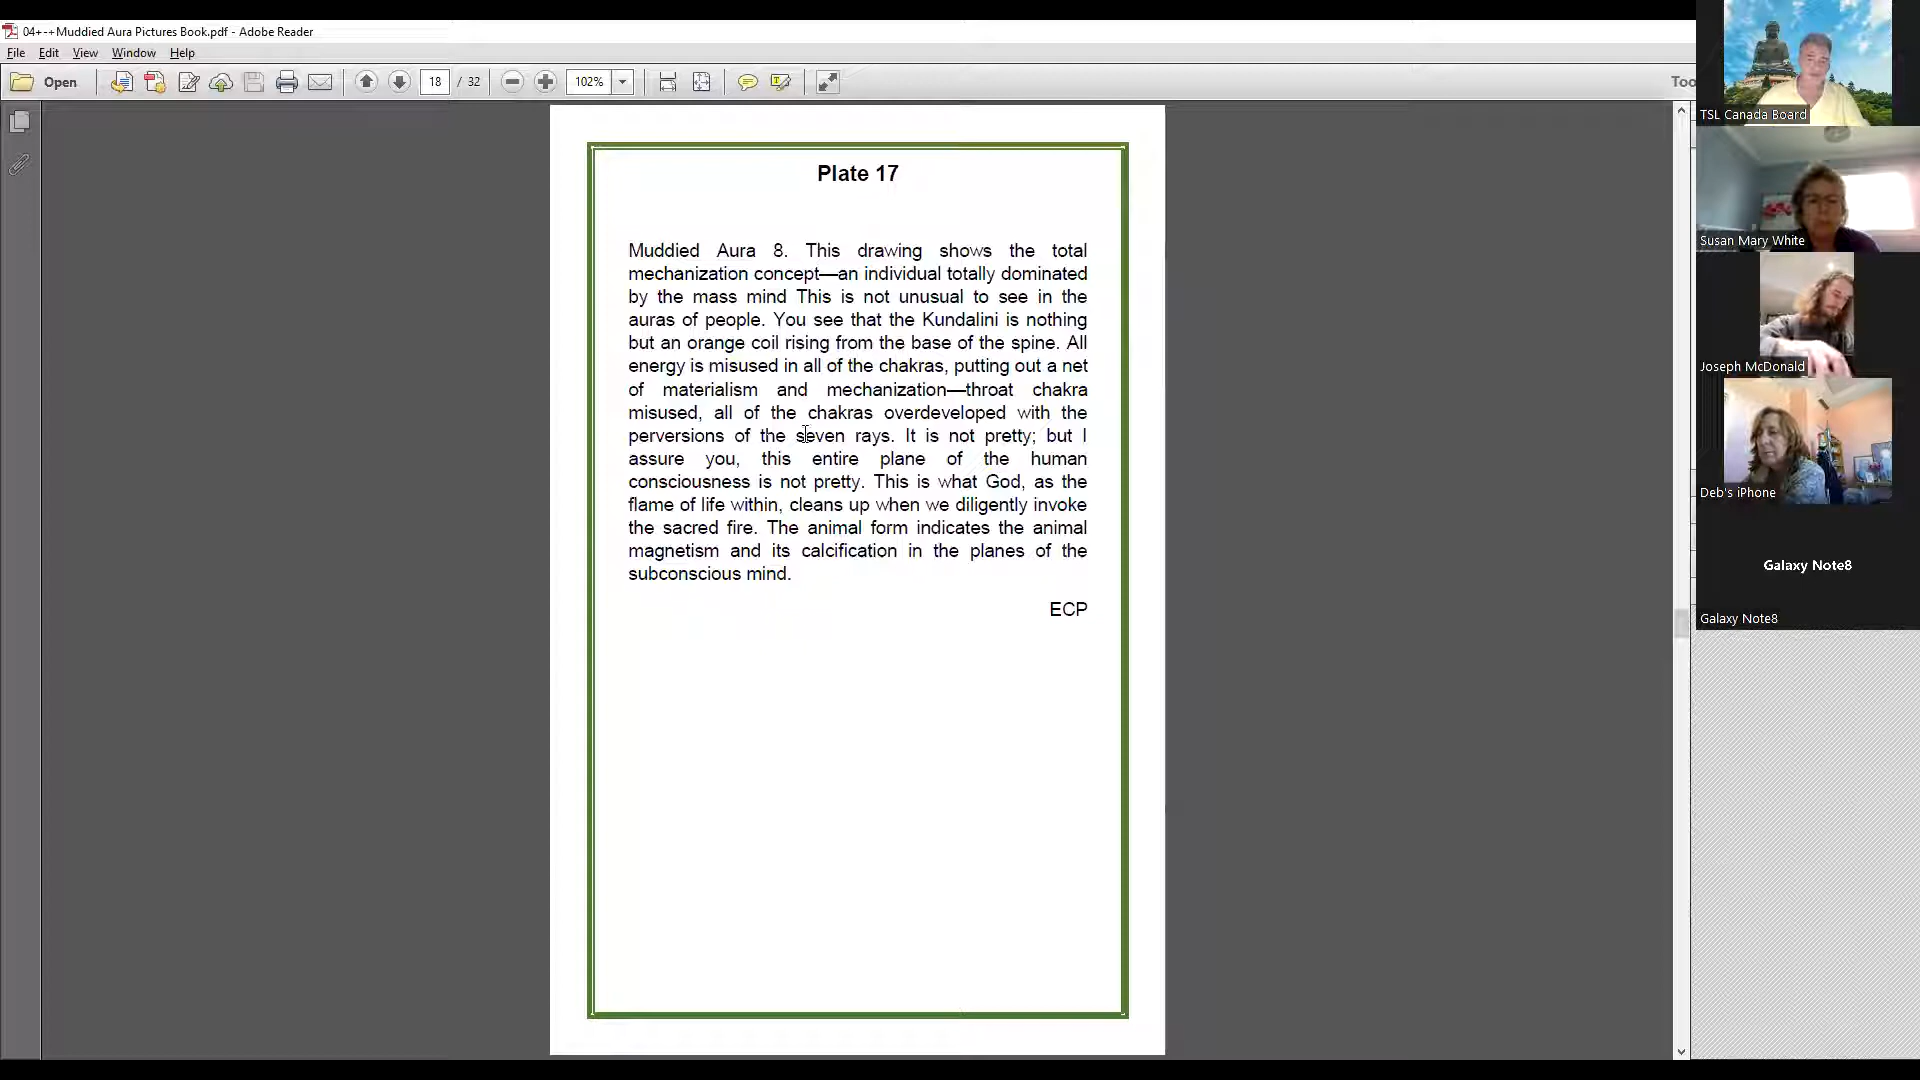 04+-+Muddied Aura Pictures Book.pdf - Adobe Reader
File Edit View Window Help
Open 18 / 32 102% Too
Plate 17
Muddied Aura 8. This drawing shows the total
mechanization concept—an individual totally dominated
by the mass mind This is not unusual to see in the
auras of people. You see that the Kundalini is nothing
but an orange coil rising from the base of the spine. All
energy is misused in all of the chakras, putting out a net
of materialism and mechanization—throat chakra
misused, all of the chakras overdeveloped with the
perversions of the seven rays. It is not pretty; but I
assure you, this entire plane of the human
consciousness is not pretty. This is what God, as the
flame of life within, cleans up when we diligently invoke
the sacred fire. The animal form indicates the animal
magnetism and its calcification in the planes of the
subconscious mind.
ECP
TSL Canada Board
Susan Mary White
Joseph McDonald
Deb's iPhone
Galaxy Note8
Galaxy Note8